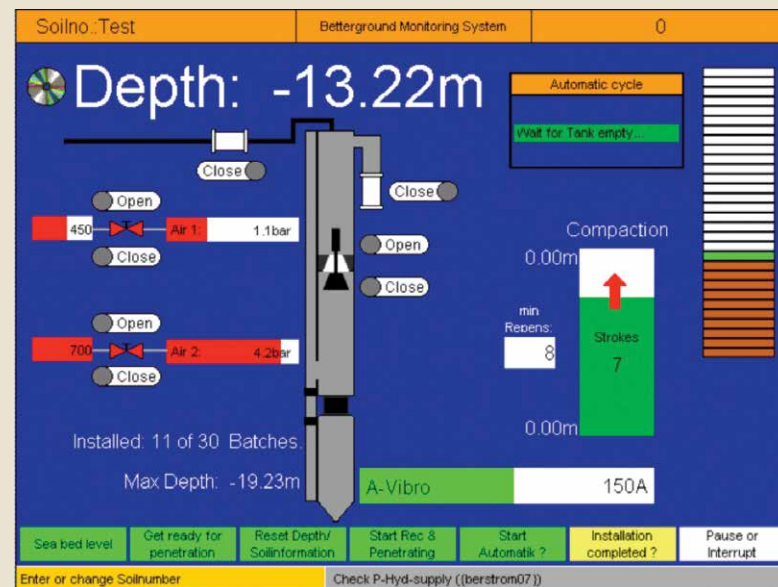 Soilno.:Test
Betterground Monitoring System
0
Depth: -13.22m
Automatic cycle
Wait for Tank empty...
Close
Close
Open
450
Air 1:
1.1bar
Close
Open
Close
Compaction
0.00m
min
Repens:
8
Strokes
7
0.00m
Open
700
Air 2:
4.2bar
Close
Installed: 11 of 30 Batches.
Max Depth: -19.23m
A-Vibro
150A
Sea bed level
Get ready for
penetration
Reset Depth/
Soilinformation
Start Rec &
Penetrating
Start
Automatik ?
Installation
completed ?
Pause or
Interrupt
Enter or change Soilnumber
Check P-Hyd-supply ((berstrom07))